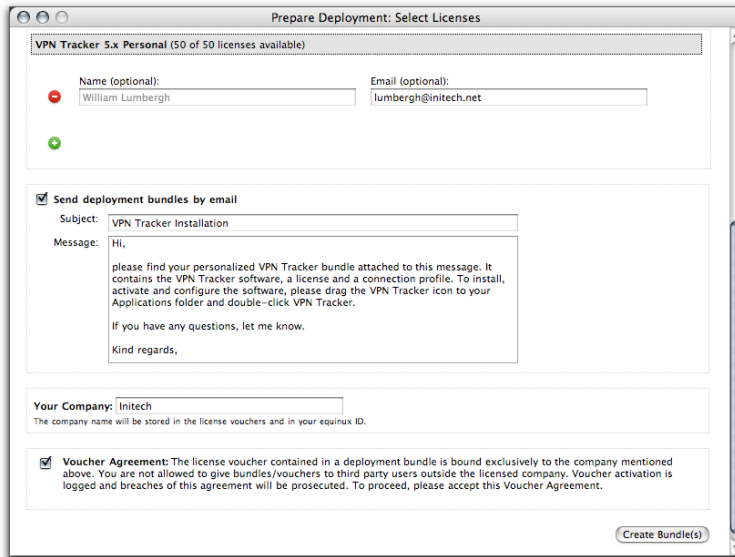 Prepare Deployment: Select Licenses
VPN Tracker 5.x Personal (50 of 50 licenses available)
Name (optional): Email (optional):
William Lumbergh lumbergh@initech.net
Send deployment bundles by email
Subject: VPN Tracker Installation
Message: Hi,
please find your personalized VPN Tracker bundle attached to this message. It
contains the VPN Tracker software, a license and a connection profile. To install,
activate and configure the software, please drag the VPN Tracker icon to your
Applications folder and double-click VPN Tracker.
If you have any questions, let me know.
Kind regards,
Your Company: Initech
The company name will be stored in the license vouchers and in your equinux ID.
Voucher Agreement: The license voucher contained in a deployment bundle is bound exclusively to the company mentioned
above. You are not allowed to give bundles/vouchers to third party users outside the licensed company. Voucher activation is
logged and breaches of this agreement will be prosecuted. To proceed, please accept this Voucher Agreement.
Create Bundle(s)